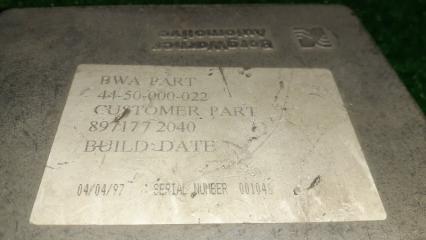 BorgWarner
Automotive
BWA PART
44-50-000-022
CUSTOMER PART
897177 2040
BUILD DATE
04/04/97 SERIAL NUMBER 001048